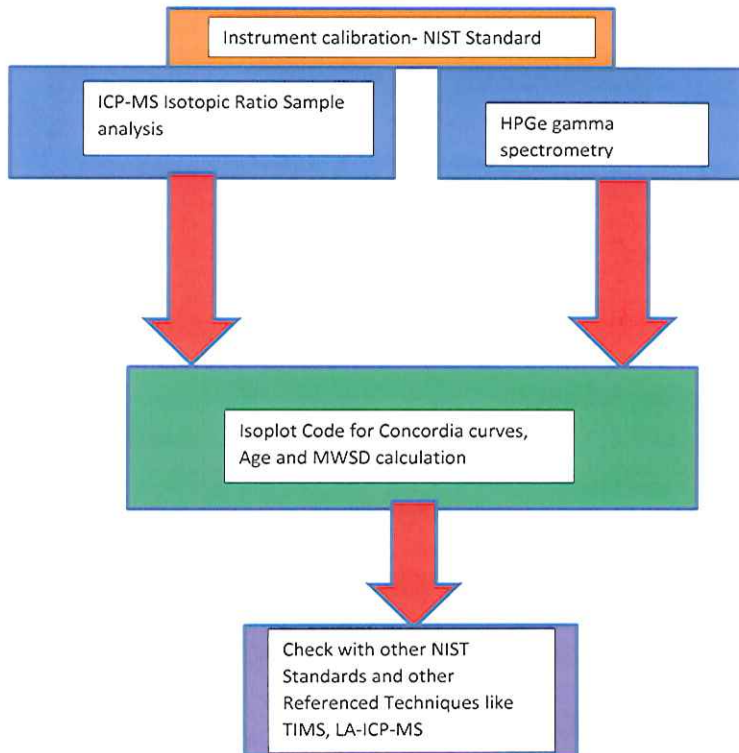 Instrument calibration- NIST Standard
ICP-MS Isotopic Ratio Sample
analysis
HPGe gamma
spectrometry
Isoplot Code for Concordia curves,
Age and MWSD calculation
Check with other NIST
Standards and other
Referenced Techniques like
TIMS, LA-ICP-MS